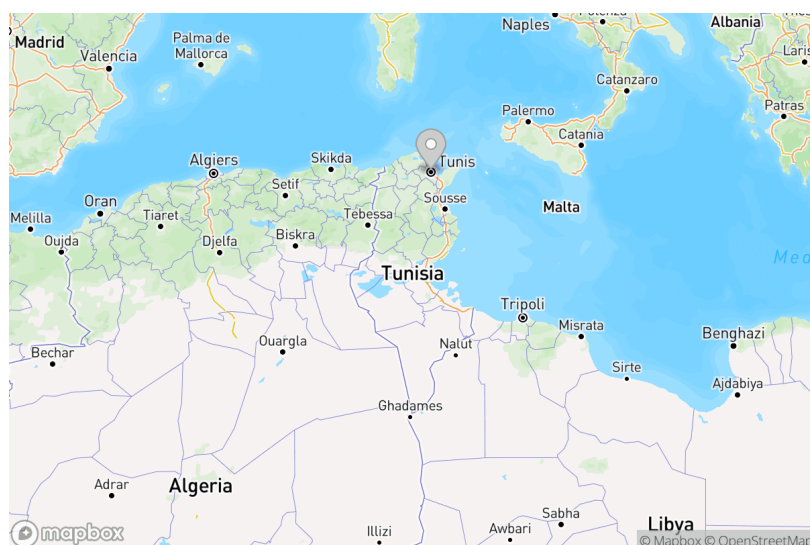 Madrid
Valencia
Palma de
Mallorca
Naples
Albania
Catanzaro
Patras
Palermo
Catania
Algiers
Skikda
Tunis
Setif
Sousse
Malta
Oran
Melilla
Tiaret
Tebessa
Oujda
Djelfa
Biskra
Tunisia
Tripoli
Misrata
Benghazi
Bechar
Ouargla
Nalut
Sirte
Ajdabiya
Ghadames
Adrar
Algeria
Sabha
Illizi
Awbari
Libya
mapbox
© Mapbox © OpenStreetMap